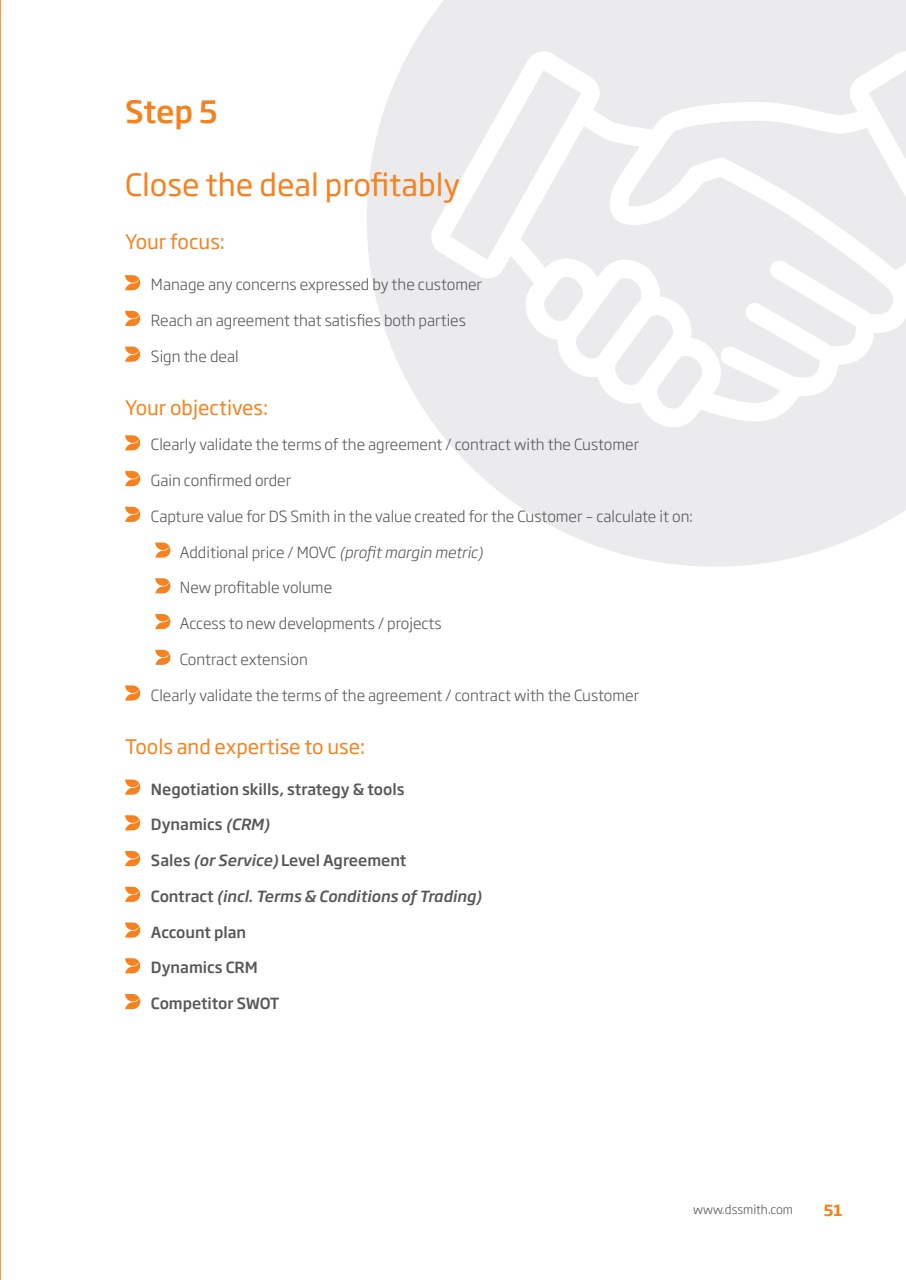 Step 5
Close the deal profitably
Your focus:
Manage any concerns expressed by the customer
Reach an agreement that satisfies both parties
Sign the deal
Your objectives:
Clearly validate the terms of the agreement / contract with the Customer
Gain confirmed order
Capture value for DS Smith in the value created for the Customer – calculate it on:
Additional price / MOVC (profit margin metric)
New profitable volume
Access to new developments / projects
Contract extension
Clearly validate the terms of the agreement / contract with the Customer
Tools and expertise to use:
Negotiation skills, strategy & tools
Dynamics (CRM)
Sales (or Service) Level Agreement
Contract (incl. Terms & Conditions of Trading)
Account plan
Dynamics CRM
Competitor SWOT
www.dssmith.com 51